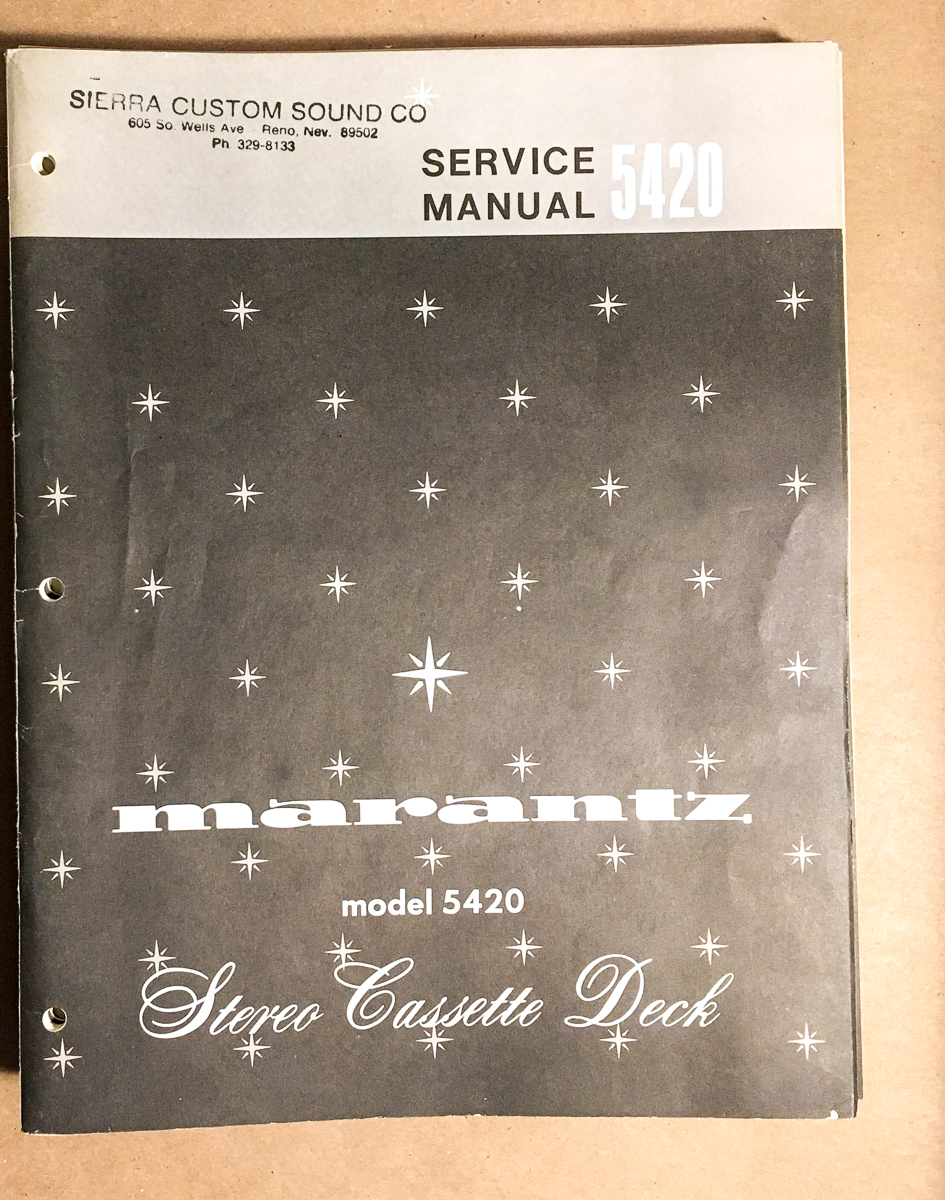 SIERRA CUSTOM SOUND CO
605 So. Wells Ave - Reno, Nev. 89502
Ph 329-8133
SERVICE
MANUAL 5420
marantz
model 5420
Stereo Cassette Deck